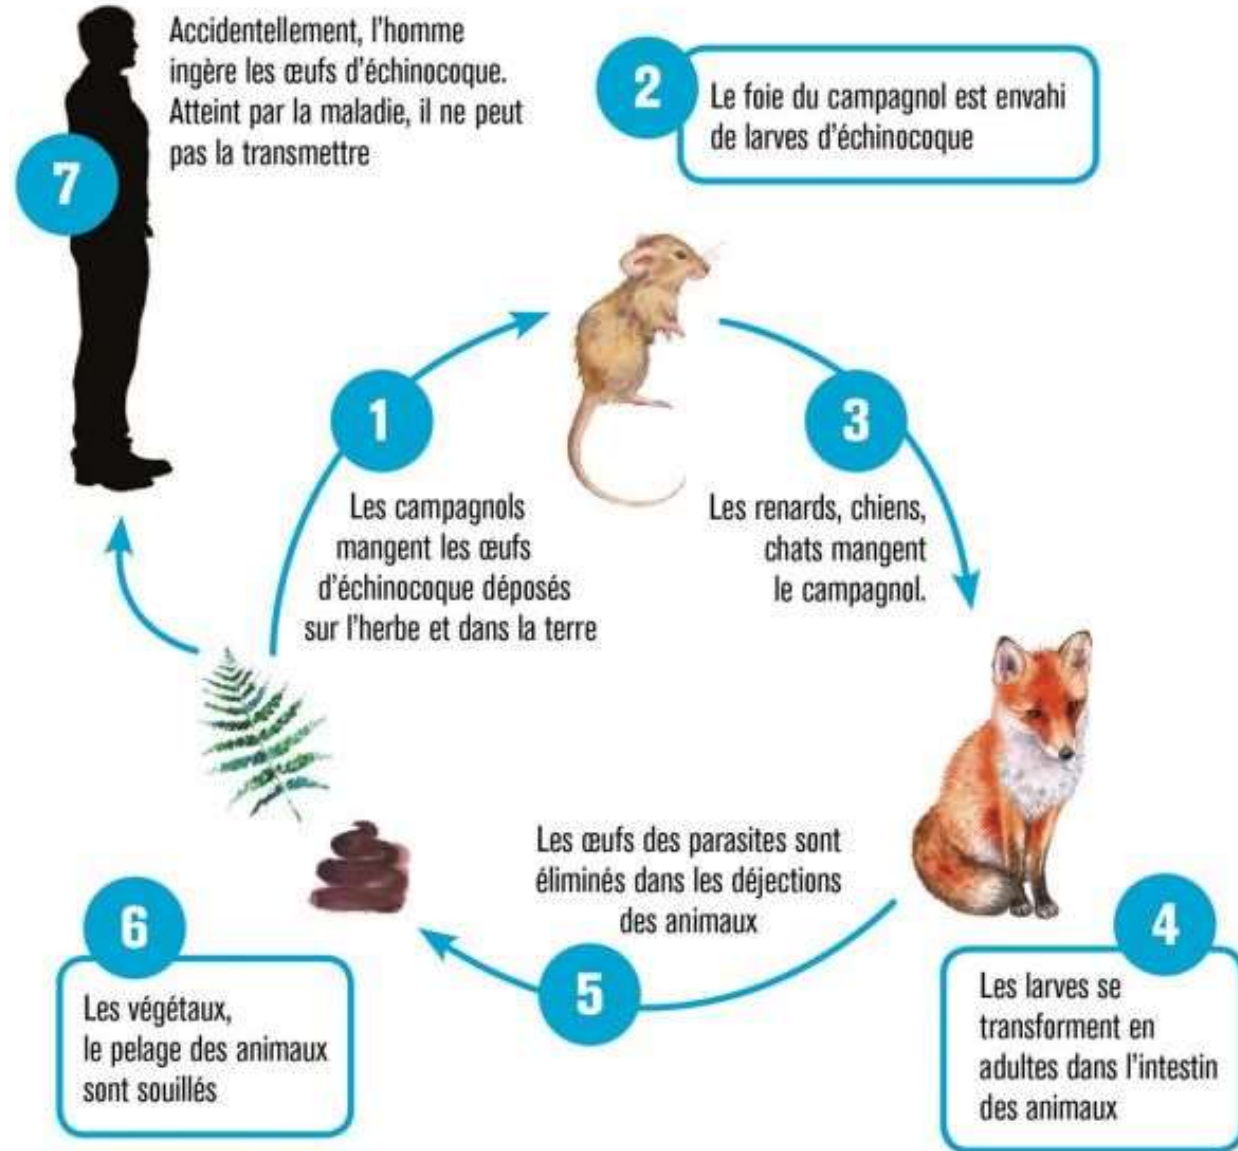 Accidentellement, l'homme
ingère les œufs d'échinocoque.
Atteint par la maladie, il ne peut
pas la transmettre
7
2
Le foie du campagnol est envahi
de larves d'échinocoque
1
Les campagnols
mangent les œufs
d'échinocoque déposés
sur l'herbe et dans la terre
3
Les renards, chiens,
chats mangent
le campagnol.
4
Les larves se
transforment en
adultes dans l'intestin
des animaux
Les œufs des parasites sont
éliminés dans les déjections
des animaux
5
6
Les végétaux,
le pelage des animaux
sont souillés